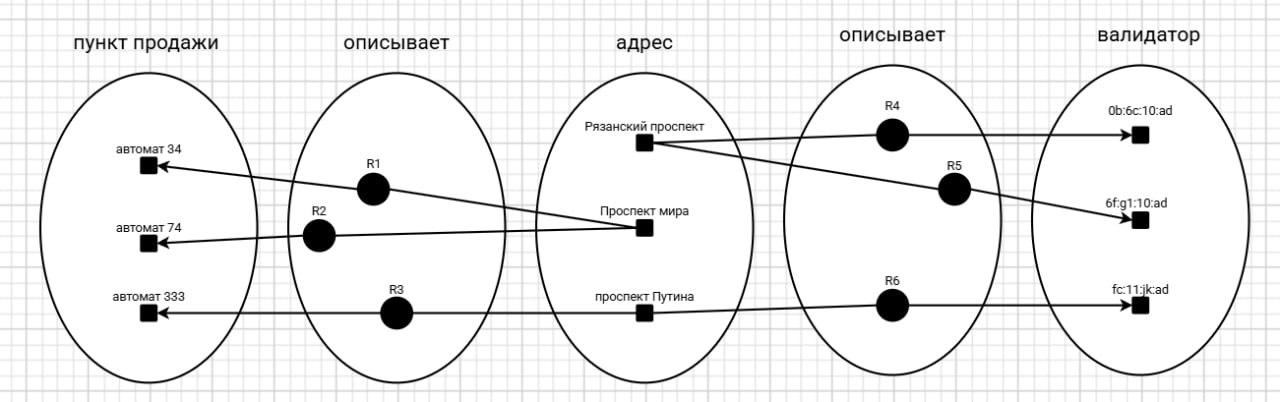 пункт продажи
описывает
адрес
описывает
валидатор
автомат 34
автомат 74
автомат 333
R1
R2
R3
Рязанский проспект
Проспект мира
проспект Путина
R4
R5
R6
0b:6c:10:ad
6f:g1:10:ad
fc:11:jk:ad